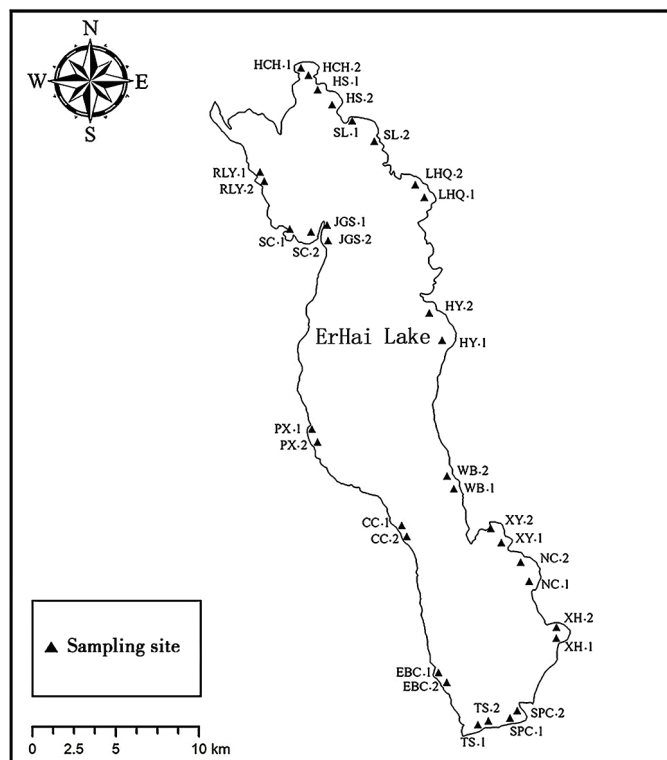 N
W E
S
HCH.1 HCH.2
HS.1
HS.2
SL.1 SL.2
RLY.1
RLY.2
LHQ.2
LHQ.1
JGS.1
SC.1 JGS.2
SC.2
HY.2
ErHai Lake HY.1
PX.1
PX.2
WB.2
WB.1
CC.1
CC.2
XY.2
XY.1
NC.2
NC.1
XH.2
XH.1
Sampling site
EBC.1
EBC.2
TS.2 SPC.2
TS.1 SPC.1
0 2.5 5 10 km